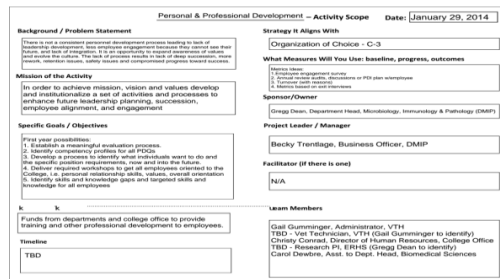 Personal & Professional Development – Activity Scope Date: January 29, 2014
Background / Problem Statement
There is not a consistent personnel development process leading to lack of
leadership development, less employee engagement because they cannot see their
future, and lack of integration. It is an opportunity to expand awareness of values
and evolve the culture. The lack of process results in lack of deep succession, more
rework, retention issues, safety issues and compromised progress toward success.
Mission of the Activity
In order to achieve mission, vision and values develop
and institutionalize a set of activities and processes to
enhance future leadership planning, succession,
employee alignment, and engagement
Specific Goals / Objectives
First year possibilities:
1. Establish a meaningful evaluation process.
2. Identify competency profiles for all PDQs
3. Develop a process to identify what individuals want to do and
the specific position requirements, now and into the future.
4. Deliver required workshops to get all employees oriented to the
College, i.e. personal relationship skills, values, overall orientation
5. Identify skills and knowledge gaps and targeted skills and
knowledge for all employees
k k
Funds from departments and college office to provide
training and other professional development to employees.
Timeline
TBD
Strategy It Aligns With
Organization of Choice - C-3
What Measures Will You Use: baseline, progress, outcomes
Metrics Ideas:
1.Employee engagement survey
2. Annual review audits, discussions or PDI plan w/employee
3. Turnover (with reasons)
4. Metrics based on exit interviews
Sponsor/Owner
Gregg Dean, Department Head, Microbiology, Immunology & Pathology (DMIP)
Project Leader / Manager
Becky Trentlage, Business Officer, DMIP
Facilitator (if there is one)
N/A
Team Members
Gail Gumminger, Administrator, VTH
TBD - Vet Technician, VTH (Gail Gumminger to identify)
Christy Conrad, Director of Human Resources, College Office
TBD - Research PI, ERHS (Gregg Dean to identify)
Carol Dewbre, Asst. to Dept. Head, Biomedical Sciences